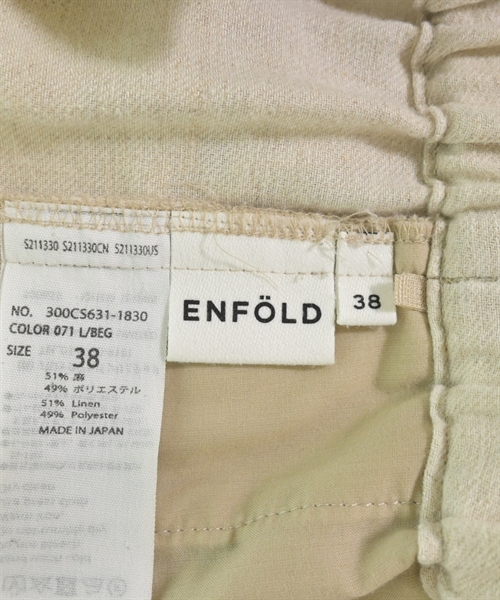 S211330 S211330CN S211330US
NO. 300CS631-1830
COLOR 071 L/BEG
SIZE 38
51% 麻
49% ポリエステル
51% Linen
49% Polyester
MADE IN JAPAN
ENFÖLD
38